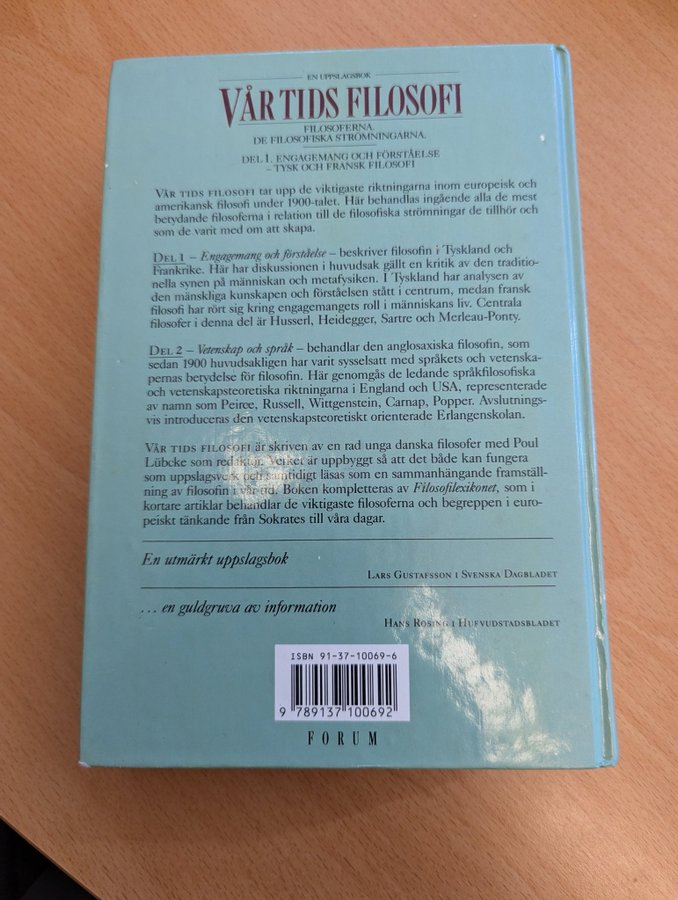 EN UPPSLAGSBOK
VÅR TIDS FILOSOFI
FILOSOFERNA.
DE FILOSOFISKA STRÖMNINGARNA.
DEL 1. ENGAGEMANG OCH FÖRSTÅELSE
– TYSK OCH FRANSK FILOSOFI
VÅR TIDS FILOSOFI tar upp de viktigaste riktningarna inom europeisk och
amerikansk filosofi under 1900-talet. Här behandlas ingående alla de mest
betydande filosoferna i relation till de filosofiska strömningar de tillhör och
som de varit med om att skapa.
DEL 1 – Engagemang och förståelse – beskriver filosofin i Tyskland och
Frankrike. Här har diskussionen i huvudsak gällt en kritik av den traditio-
nella synen på människan och metafysiken. I Tyskland har analysen av
den mänskliga kunskapen och förståelsen stått i centrum, medan fransk
filosofi har rört sig kring engagemangets roll i människans liv. Centrala
filosofer i denna del är Husserl, Heidegger, Sartre och Merleau-Ponty.
DEL 2 – Vetenskap och språk – behandlar den anglosaxiska filosofin, som
sedan 1900 huvudsakligen har varit sysselsatt med språkets och vetenska-
pernas betydelse för filosofin. Här genomgås de ledande språkfilosofiska
och vetenskapsteoretiska riktningarna i England och USA, representerade
av namn som Peirce, Russell, Wittgenstein, Carnap, Popper. Avslutnings-
vis introduceras den vetenskapsteoretiskt orienterade Erlangenskolan.
VÅR TIDS FILOSOFI är skriven av en rad unga danska filosofer med Poul
Lübcke som redaktör. Verket är uppbyggt så att det både kan fungera
som uppslagsverk och samtidigt läsas som en sammanhängande framställ-
ning av filosofin i vår tid. Boken kompletteras av Filosofilexikonet, som i
kortare artiklar behandlar de viktigaste filosoferna och begreppen i euro-
peiskt tänkande från Sokrates till våra dagar.
En utmärkt uppslagsbok
LARS GUSTAFSSON I SVENSKA DAGBLADET
... en guldgruva av information
HANS ROSING I HUFVUDSTADSBLADET
ISBN 91-37-10069-6
9 789137 100692
FORUM